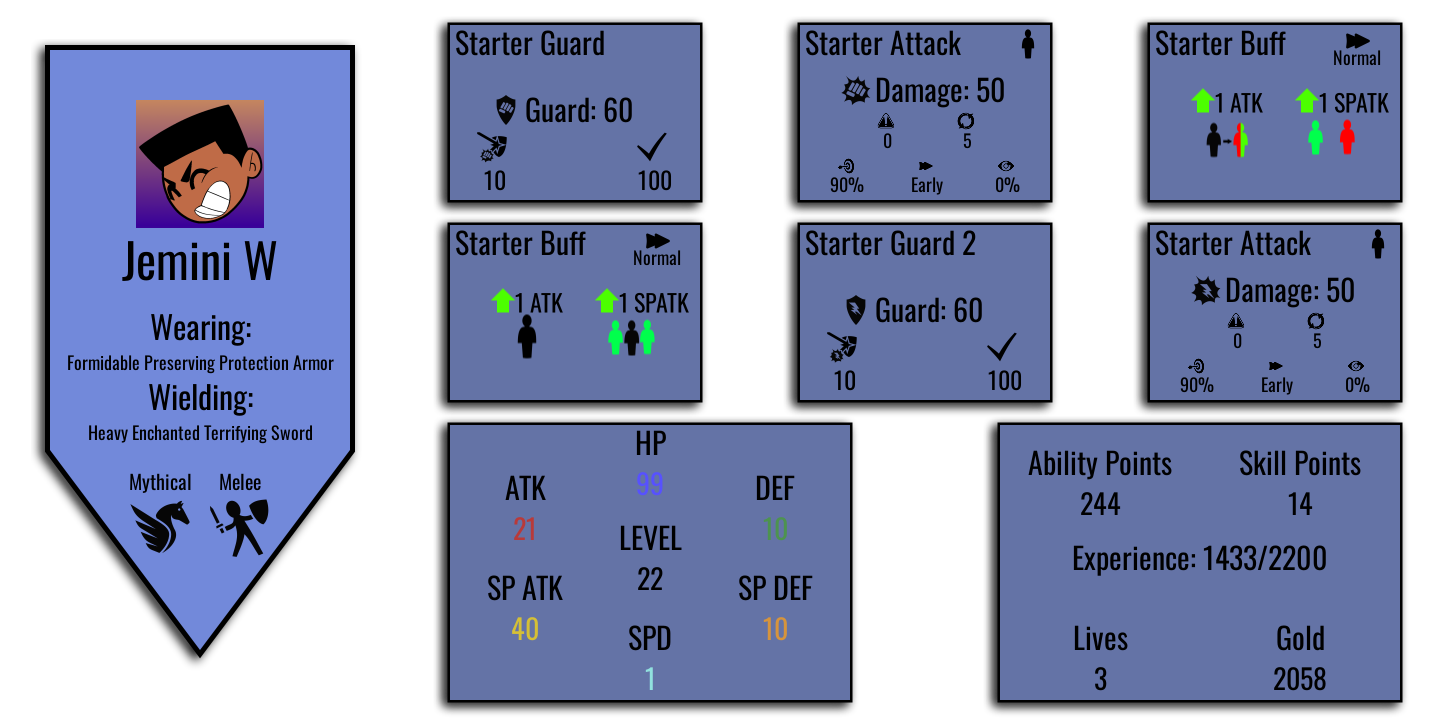 Jemini W
Wearing:
Formidable Preserving Protection Armor
Wielding:
Heavy Enchanted Terrifying Sword
Mythical Melee
Starter Guard
Guard: 60
10 100
Starter Attack
Damage: 50
0 5
90% Early 0%
Starter Buff
Normal
1 ATK 1 SPATK
Starter Buff
Normal
1 ATK 1 SPATK
Starter Guard 2
Guard: 60
10 100
Starter Attack
Damage: 50
0 5
90% Early 0%
HP
99
ATK DEF
21 10
LEVEL
22
SP ATK SP DEF
40 10
SPD
1
Ability Points Skill Points
244 14
Experience: 1433/2200
Lives Gold
3 2058